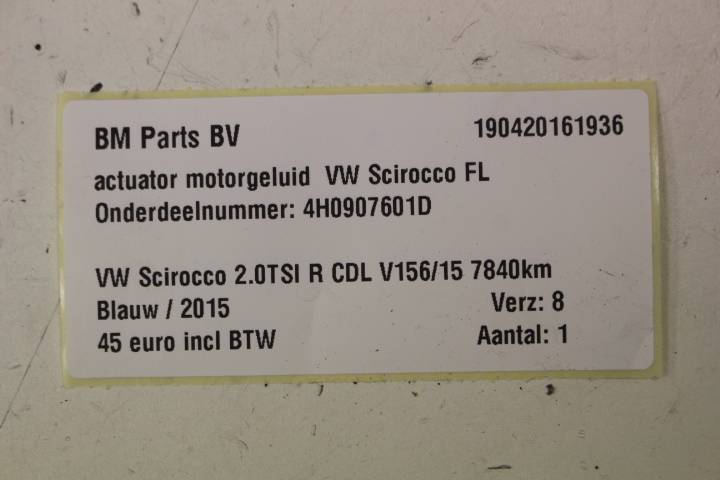 BM Parts BV 190420161936
actuator motorgeluid VW Scirocco FL
Onderdeelnummer: 4H0907601D
VW Scirocco 2.0TSI R CDL V156/15 7840km
Blauw / 2015 Verz: 8
45 euro incl BTW Aantal: 1